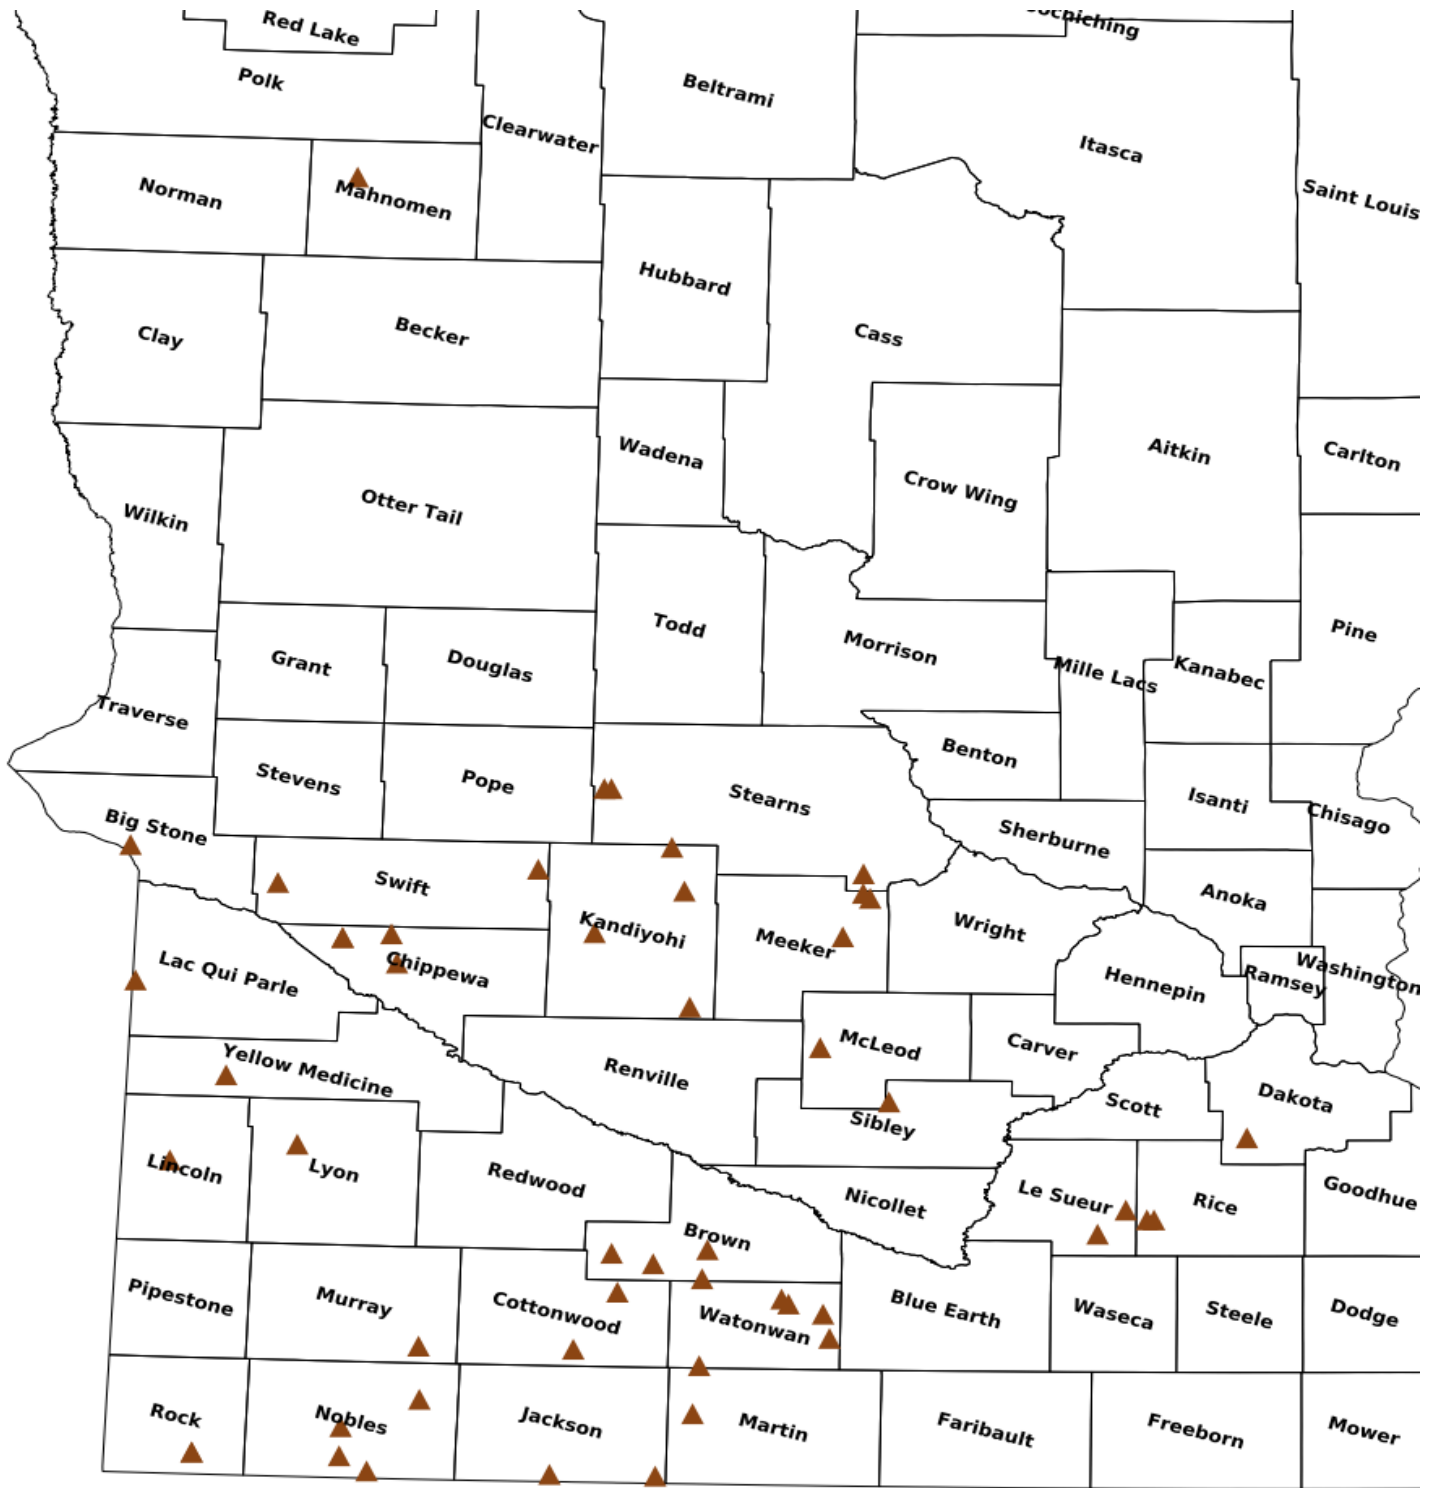 Red Lake
Polk
Clearwater
Beltrami
Itasca
Saint Louis
Norman
Mahnomen
Hubbard
Cass
Clay
Becker
Wadena
Crow Wing
Aitkin
Carlton
Wilkin
Otter Tail
Todd
Morrison
Mille Lacs
Kanabec
Pine
Grant
Douglas
Traverse
Stevens
Pope
Stearns
Benton
Isanti
Chisago
Big Stone
Swift
Sherburne
Anoka
Kandiyohi
Meeker
Wright
Lac Qui Parle
Chippewa
Hennepin
Ramsey
Washington
Yellow Medicine
Renville
McLeod
Carver
Scott
Dakota
Sibley
Lincoln
Lyon
Redwood
Nicollet
Le Sueur
Rice
Goodhue
Brown
Pipestone
Murray
Cottonwood
Watonwan
Blue Earth
Waseca
Steele
Dodge
Rock
Nobles
Jackson
Martin
Faribault
Freeborn
Mower